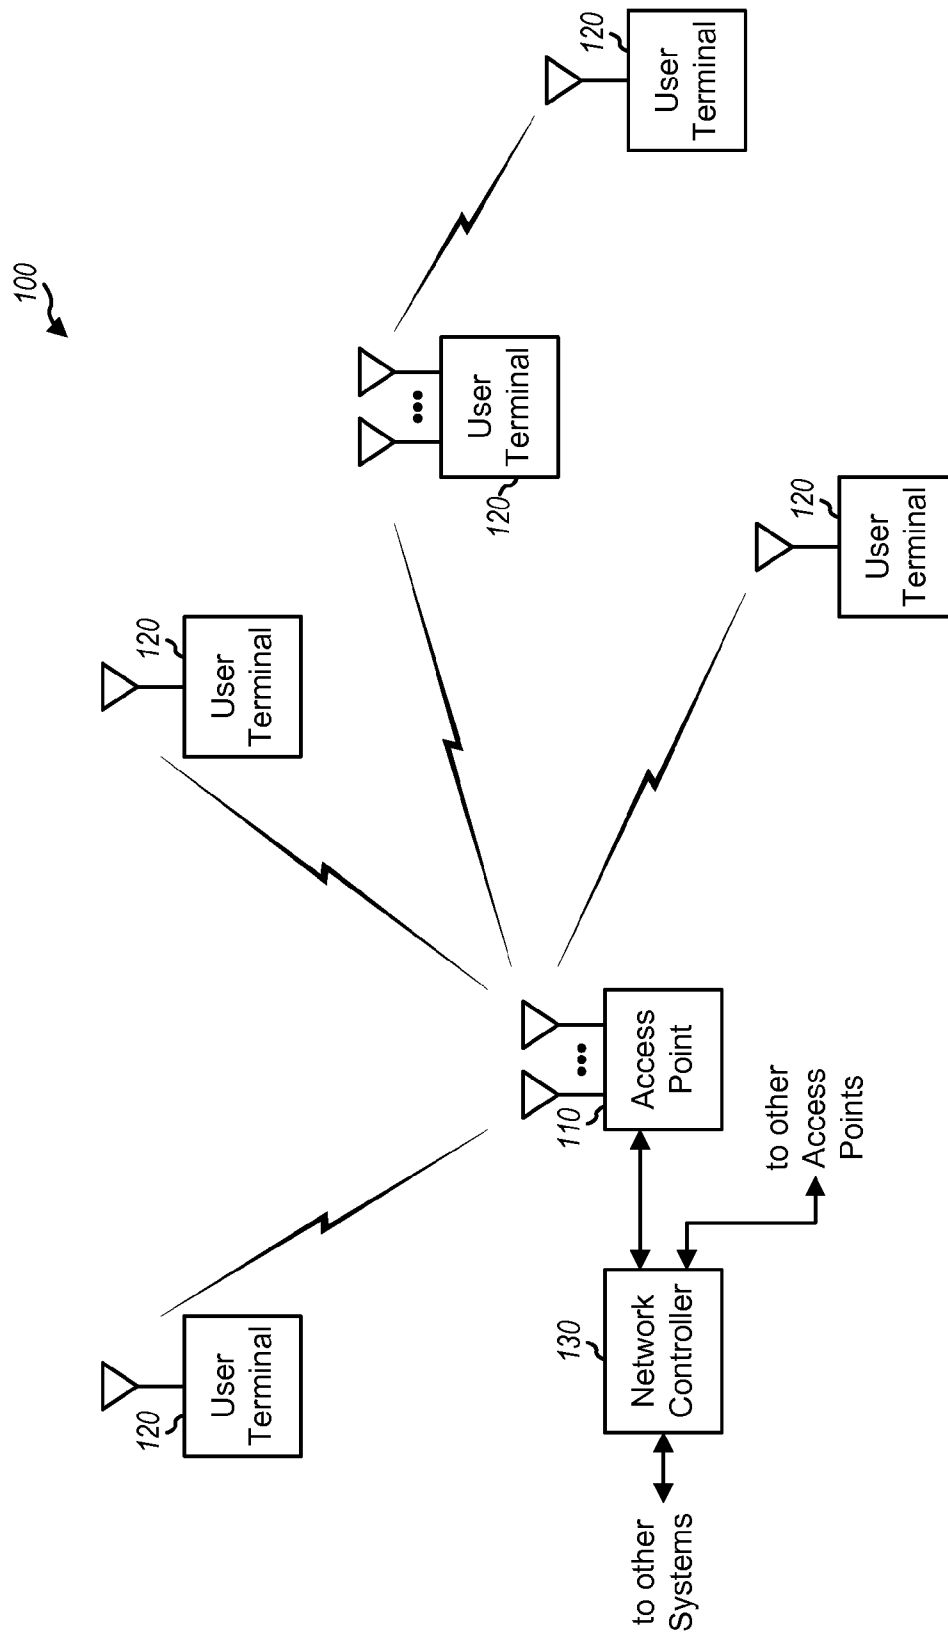 100
120
User
Terminal
120
User
Terminal
120
User
Terminal
120
User
Terminal
120
User
Terminal
110
Access
Point
130
Network
Controller
to other
Systems
to other
Access
Points